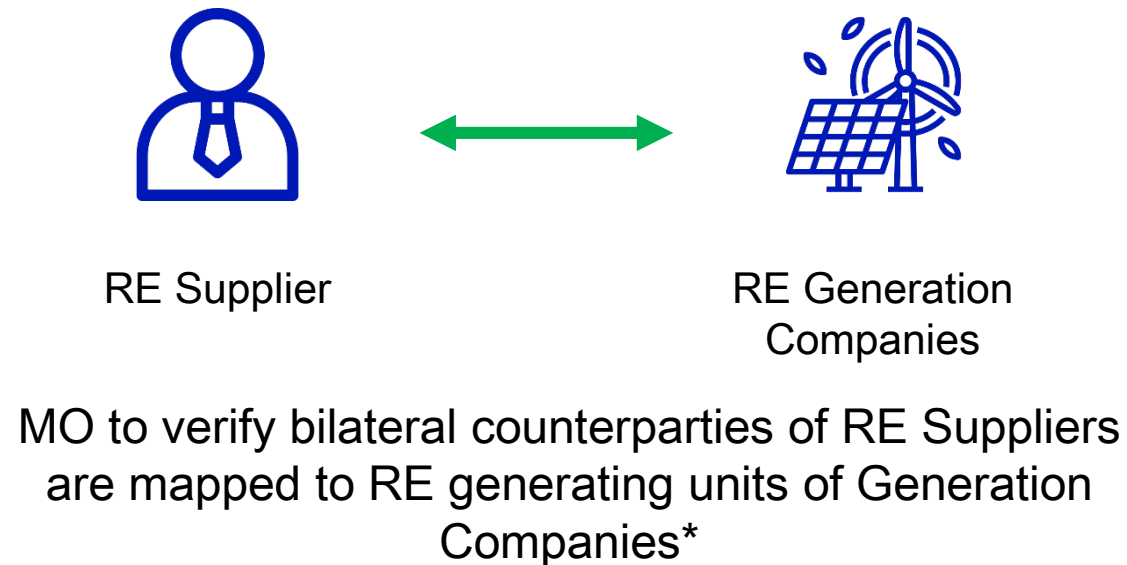 RE Supplier
RE Generation
Companies
MO to verify bilateral counterparties of RE Suppliers
are mapped to RE generating units of Generation
Companies*